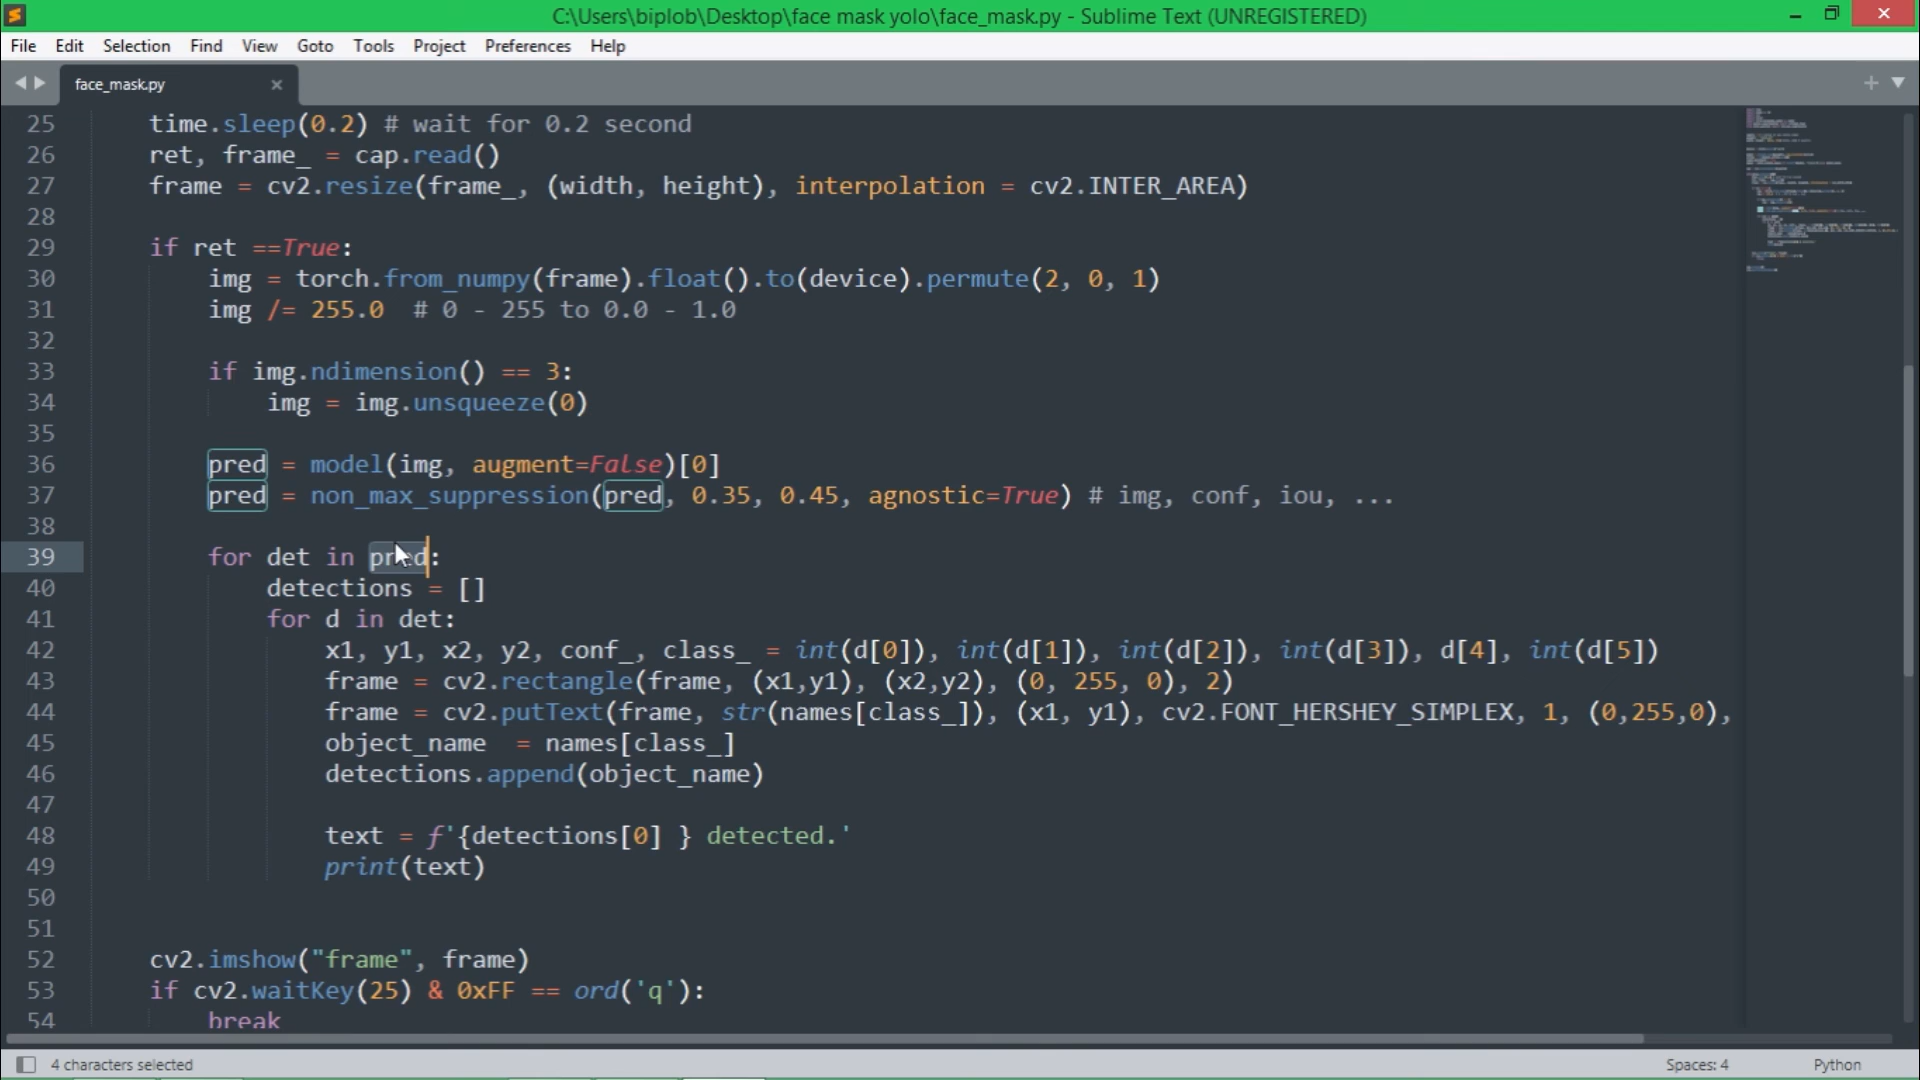 C:\Users\biplob\Desktop\face mask yolo\face_mask.py - Sublime Text (UNREGISTERED)
File Edit Selection Find View Goto Tools Project Preferences Help
face_mask.py
25 time.sleep(0.2) # wait for 0.2 second
26 ret, frame_ = cap.read()
27 frame = cv2.resize(frame_, (width, height), interpolation = cv2.INTER_AREA)
28
29 if ret ==True:
30 img = torch.from_numpy(frame).float().to(device).permute(2, 0, 1)
31 img /= 255.0  # 0 - 255 to 0.0 - 1.0
32
33 if img.ndimension() == 3:
34 img = img.unsqueeze(0)
35
36 pred = model(img, augment=False)[0]
37 pred = non_max_suppression(pred, 0.35, 0.45, agnostic=True) # img, conf, iou, ...
38
39 for det in pred:
40 detections = []
41 for d in det:
42 x1, y1, x2, y2, conf_, class_ = int(d[0]), int(d[1]), int(d[2]), int(d[3]), d[4], int(d[5])
43 frame = cv2.rectangle(frame, (x1,y1), (x2,y2), (0, 255, 0), 2)
44 frame = cv2.putText(frame, str(names[class_]), (x1, y1), cv2.FONT_HERSHEY_SIMPLEX, 1, (0,255,0),
45 object_name  = names[class_]
46 detections.append(object_name)
47
48 text = f'{detections[0] } detected.'
49 print(text)
50
51
52 cv2.imshow("frame", frame)
53 if cv2.waitKey(25) & 0xFF == ord('q'):
54 break
4 characters selected Spaces: 4 Python